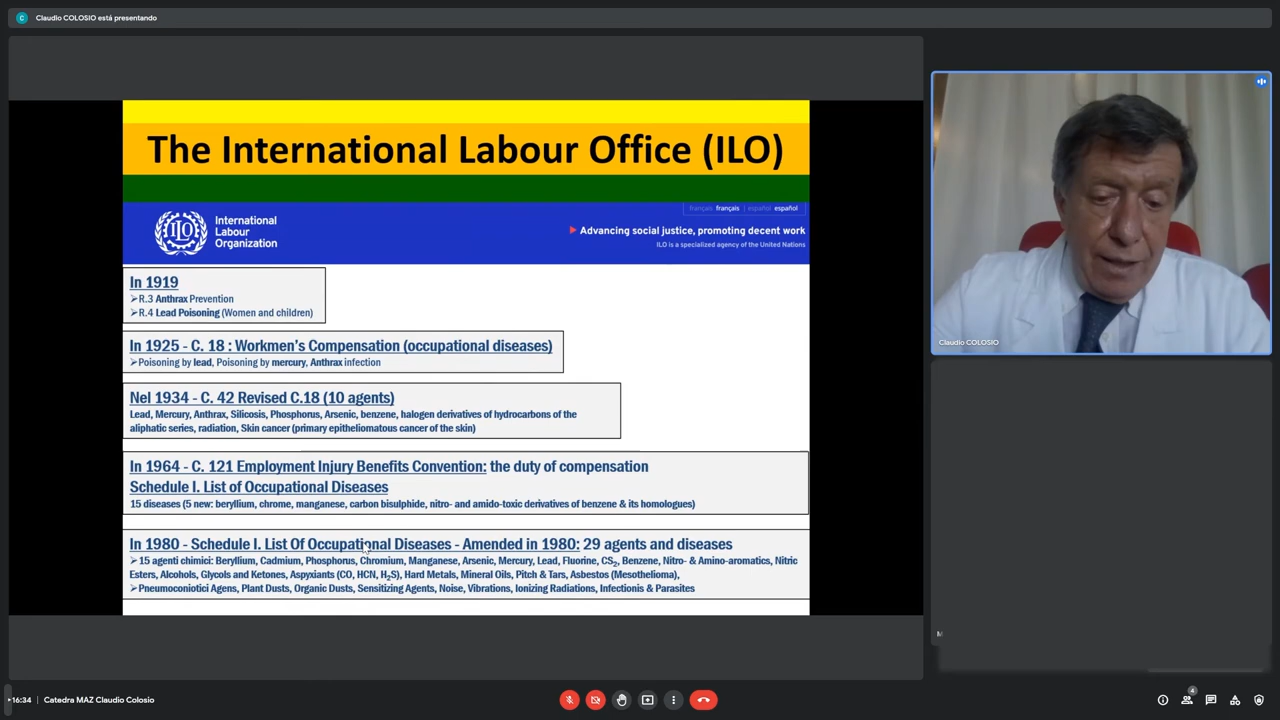 C
Claudio COLOSIO está presentando
The International Labour Office (ILO)
français français | español español
International
Labour
Organization
Advancing social justice, promoting decent work
ILO is a specialized agency of the United Nations
In 1919
➢R.3 Anthrax Prevention
➢R.4 Lead Poisoning (Women and children)
In 1925 - C. 18 : Workmen's Compensation (occupational diseases)
➢Poisoning by lead, Poisoning by mercury, Anthrax infection
Nel 1934 - C. 42 Revised C.18 (10 agents)
Lead, Mercury, Anthrax, Silicosis, Phosphorus, Arsenic, benzene, halogen derivatives of hydrocarbons of the
aliphatic series, radiation, Skin cancer (primary epitheliomatous cancer of the skin)
In 1964 - C. 121 Employment Injury Benefits Convention: the duty of compensation
Schedule I. List of Occupational Diseases
15 diseases (5 new: beryllium, chrome, manganese, carbon bisulphide, nitro- and amido-toxic derivatives of benzene & its homologues)
In 1980 - Schedule I. List Of Occupational Diseases - Amended in 1980: 29 agents and diseases
➢15 agenti chimici: Beryllium, Cadmium, Phosphorus, Chromium, Manganese, Arsenic, Mercury, Lead, Fluorine, CS₂, Benzene, Nitro- & Amino-aromatics, Nitric
Esters, Alcohols, Glycols and Ketones, Aspyxiants (CO, HCN, H₂S), Hard Metals, Mineral Oils, Pitch & Tars, Asbestos (Mesothelioma),
➢Pneumoconiotici Agens, Plant Dusts, Organic Dusts, Sensitizing Agents, Noise, Vibrations, Ionizing Radiations, Infectionis & Parasites
Claudio COLOSIO
16:34 | Catedra MAZ Claudio Colosio
4